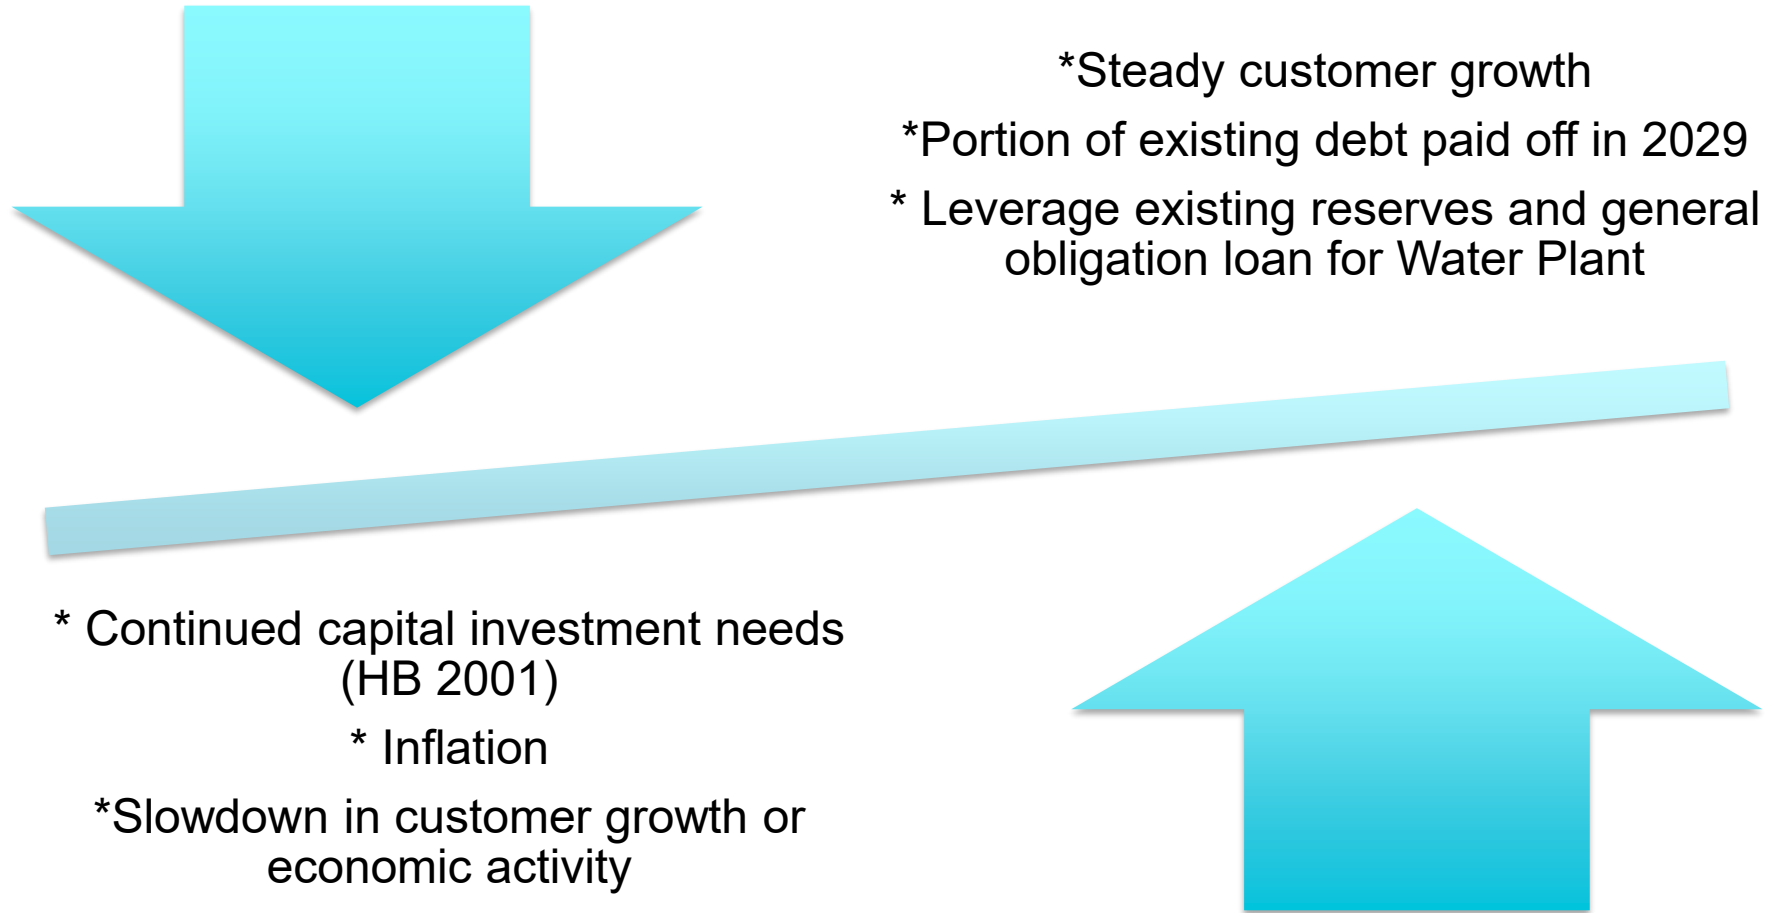 *Steady customer growth
*Portion of existing debt paid off in 2029
* Leverage existing reserves and general
obligation loan for Water Plant
* Continued capital investment needs
(HB 2001)
* Inflation
*Slowdown in customer growth or
economic activity